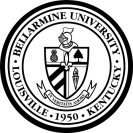 BELLARMINE UNIVERSITY
LOUISVILLE · 1950 · KENTUCKY